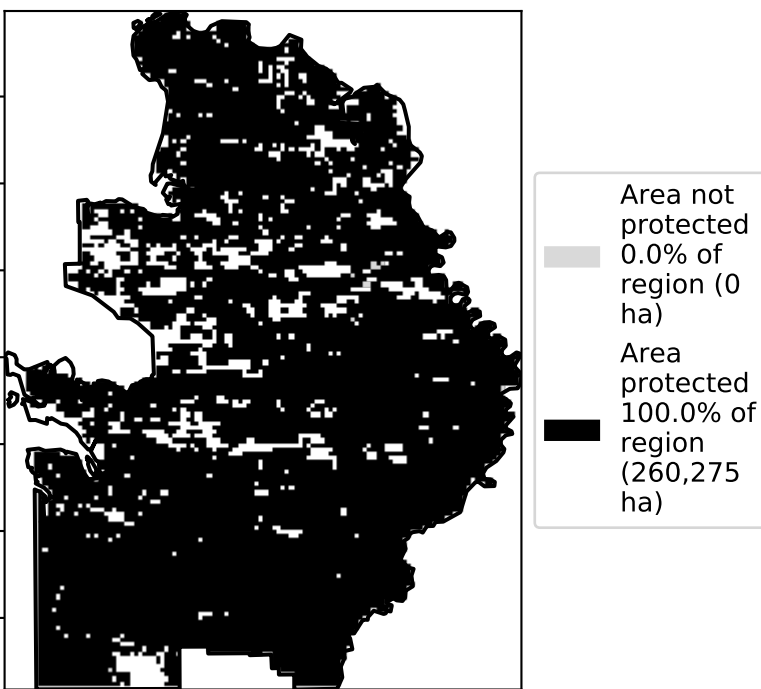 Area not
protected
0.0% of
region (0
ha)
Area
protected
100.0% of
region
(260,275
ha)